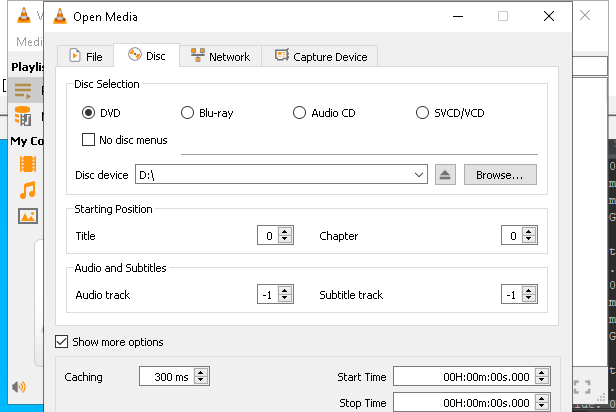 Open Media
Medi
File Disc Network Capture Device
Playlis
Disc Selection
DVD Blu-ray Audio CD SVCD/VCD
No disc menus
My Co
Disc device D:\ Browse...
Starting Position
Title 0 Chapter 0
Audio and Subtitles
Audio track -1 Subtitle track -1
Show more options
Caching 300 ms Start Time 00H:00m:00s.000
Stop Time 00H:00m:00s.000